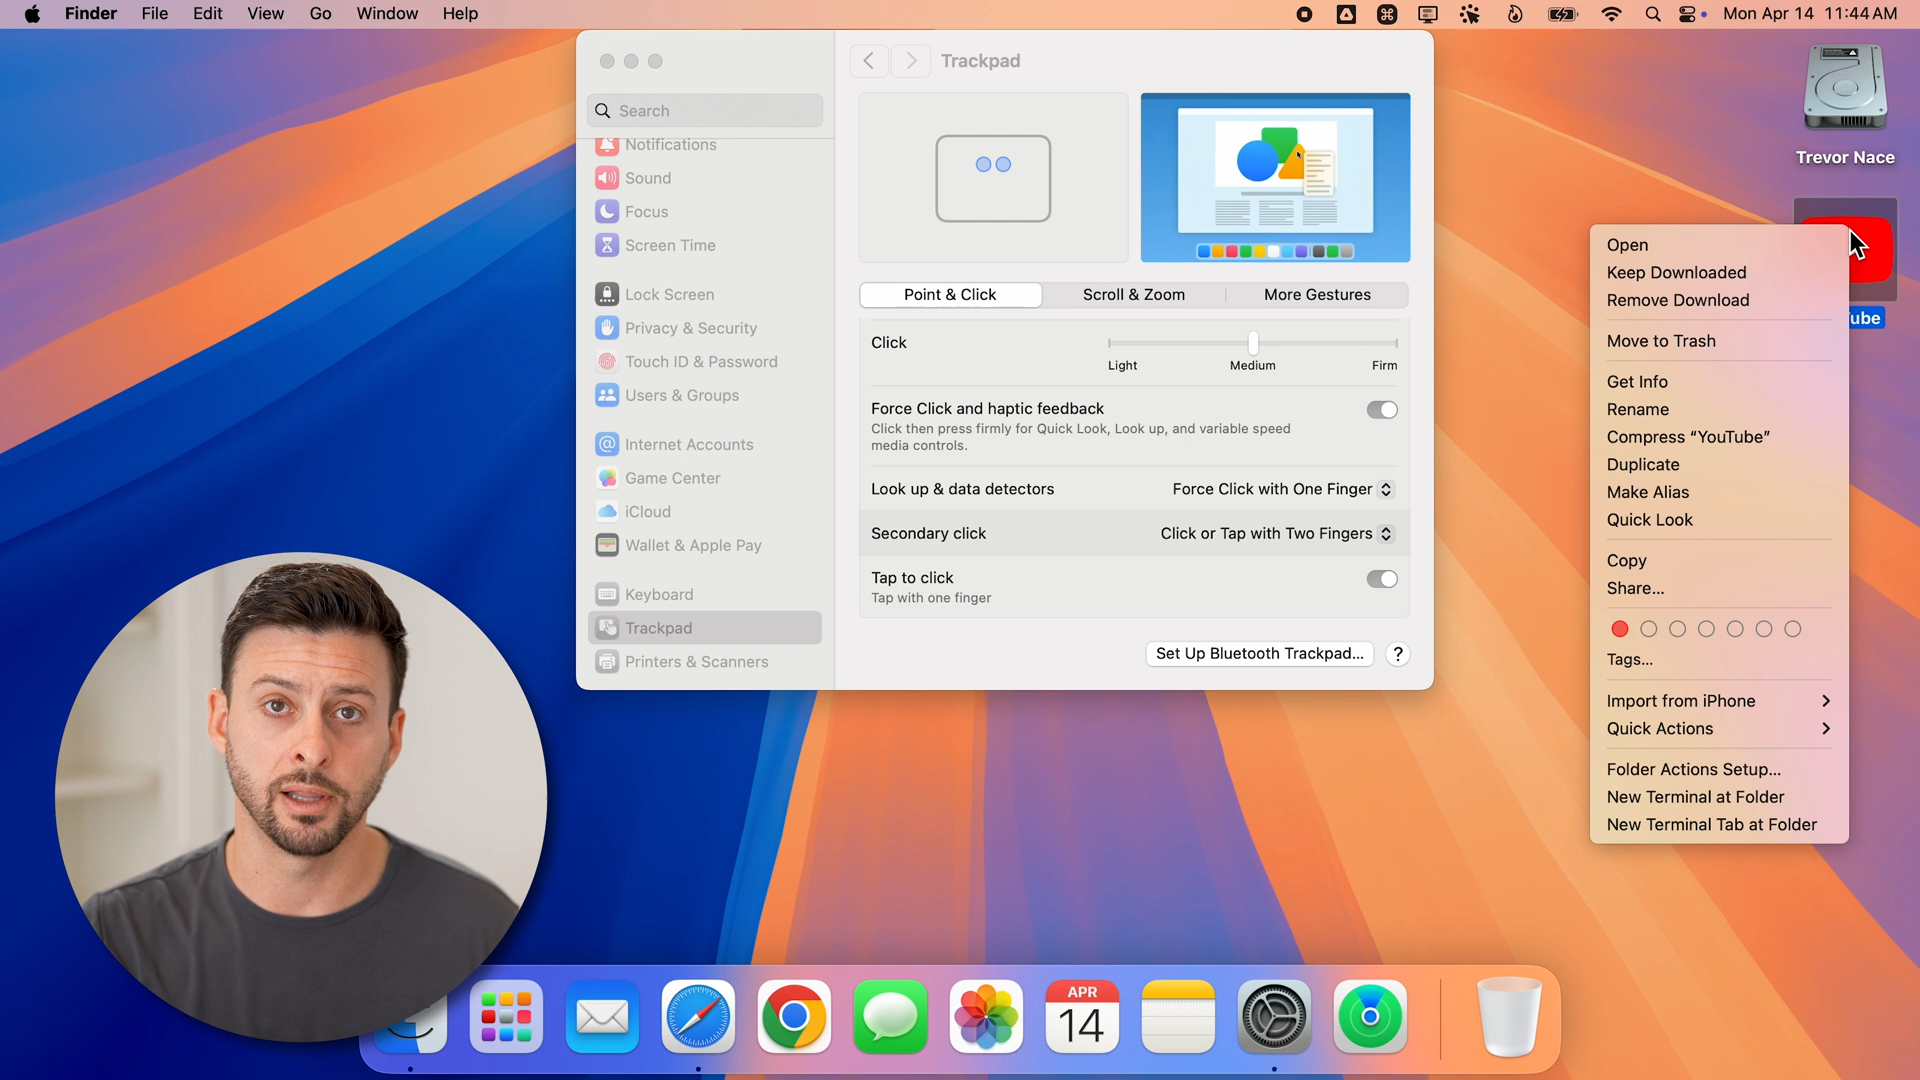 Finder File Edit View Go Window Help
Mon Apr 14 11:44 AM
Trackpad
Search
Notifications
Sound
Focus
Screen Time
Lock Screen
Privacy & Security
Touch ID & Password
Users & Groups
Internet Accounts
Game Center
iCloud
Wallet & Apple Pay
Keyboard
Trackpad
Printers & Scanners
Point & Click Scroll & Zoom More Gestures
Click
Light Medium Firm
Force Click and haptic feedback
Click then press firmly for Quick Look, Look up, and variable speed
media controls.
Look up & data detectors Force Click with One Finger
Secondary click Click or Tap with Two Fingers
Tap to click
Tap with one finger
Set Up Bluetooth Trackpad... ?
Trevor Nace
ube
Open
Keep Downloaded
Remove Download
Move to Trash
Get Info
Rename
Compress “YouTube”
Duplicate
Make Alias
Quick Look
Copy
Share...
Tags...
Import from iPhone
Quick Actions
Folder Actions Setup...
New Terminal at Folder
New Terminal Tab at Folder
APR
14